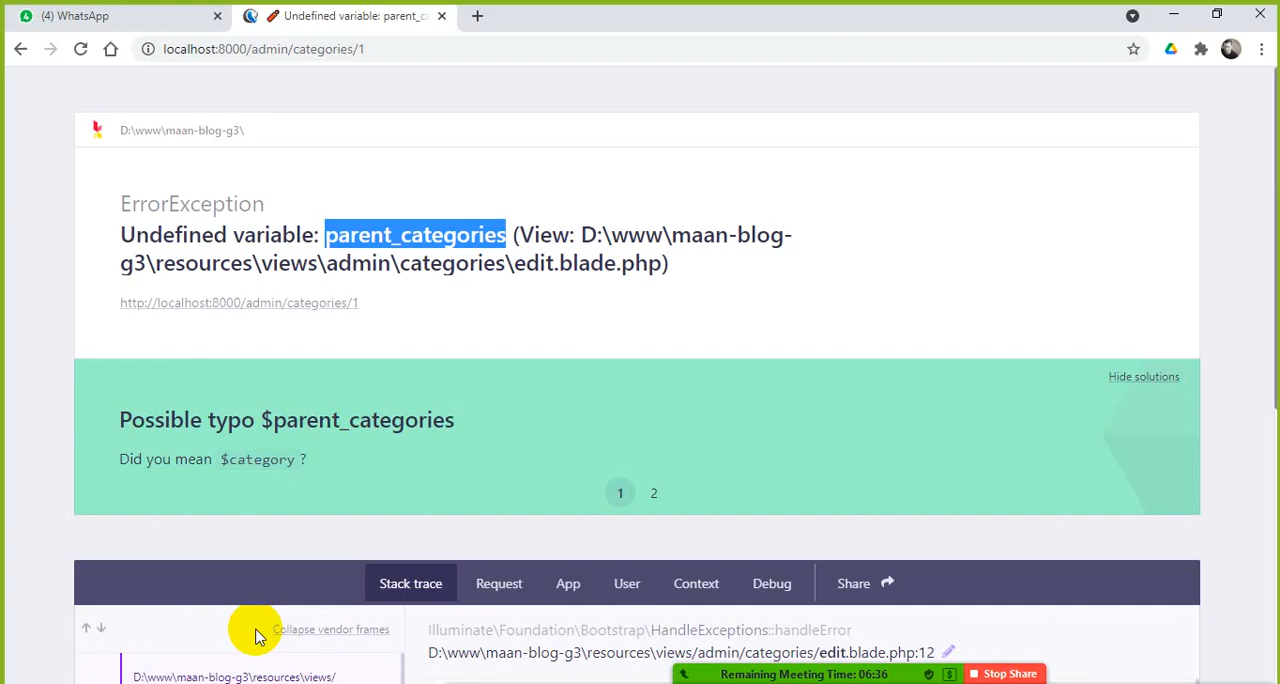 (4) WhatsApp
Undefined variable: parent_ca
localhost:8000/admin/categories/1
D:\www\maan-blog-g3\
ErrorException
Undefined variable: parent_categories (View: D:\www\maan-blog-
g3\resources\views\admin\categories\edit.blade.php)
http://localhost:8000/admin/categories/1
Hide solutions
Possible typo $parent_categories
Did you mean $category ?
1 2
Stack trace Request App User Context Debug Share
Collapse vendor frames
Illuminate\Foundation\Bootstrap\HandleExceptions::handleError
D:\www\maan-blog-g3\resources\views/admin/categories/edit.blade.php:12
D:\www\maan-blog-g3\resources\views/
Remaining Meeting Time: 06:36 Stop Share